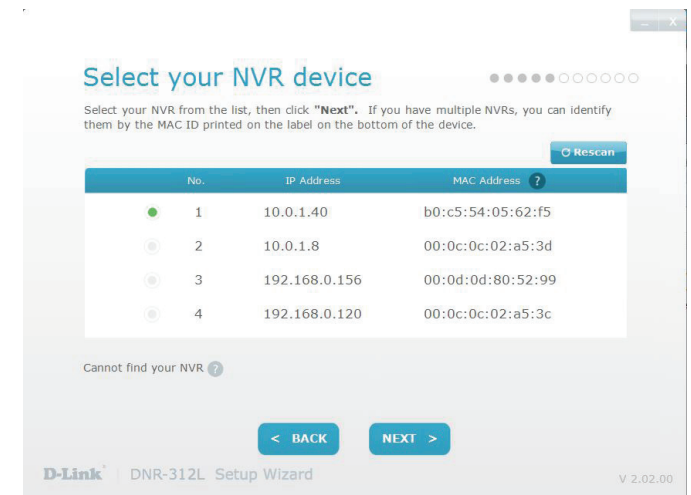 Select your NVR device
Select your NVR from the list, then click "Next". If you have multiple NVRs, you can identify
them by the MAC ID printed on the label on the bottom of the device.
Rescan
No. IP Address MAC Address ?
1 10.0.1.40 b0:c5:54:05:62:f5
2 10.0.1.8 00:0c:0c:02:a5:3d
3 192.168.0.156 00:0d:0d:80:52:99
4 192.168.0.120 00:0c:0c:02:a5:3c
Cannot find your NVR ?
< BACK NEXT >
D-Link DNR-312L Setup Wizard V 2.02.00